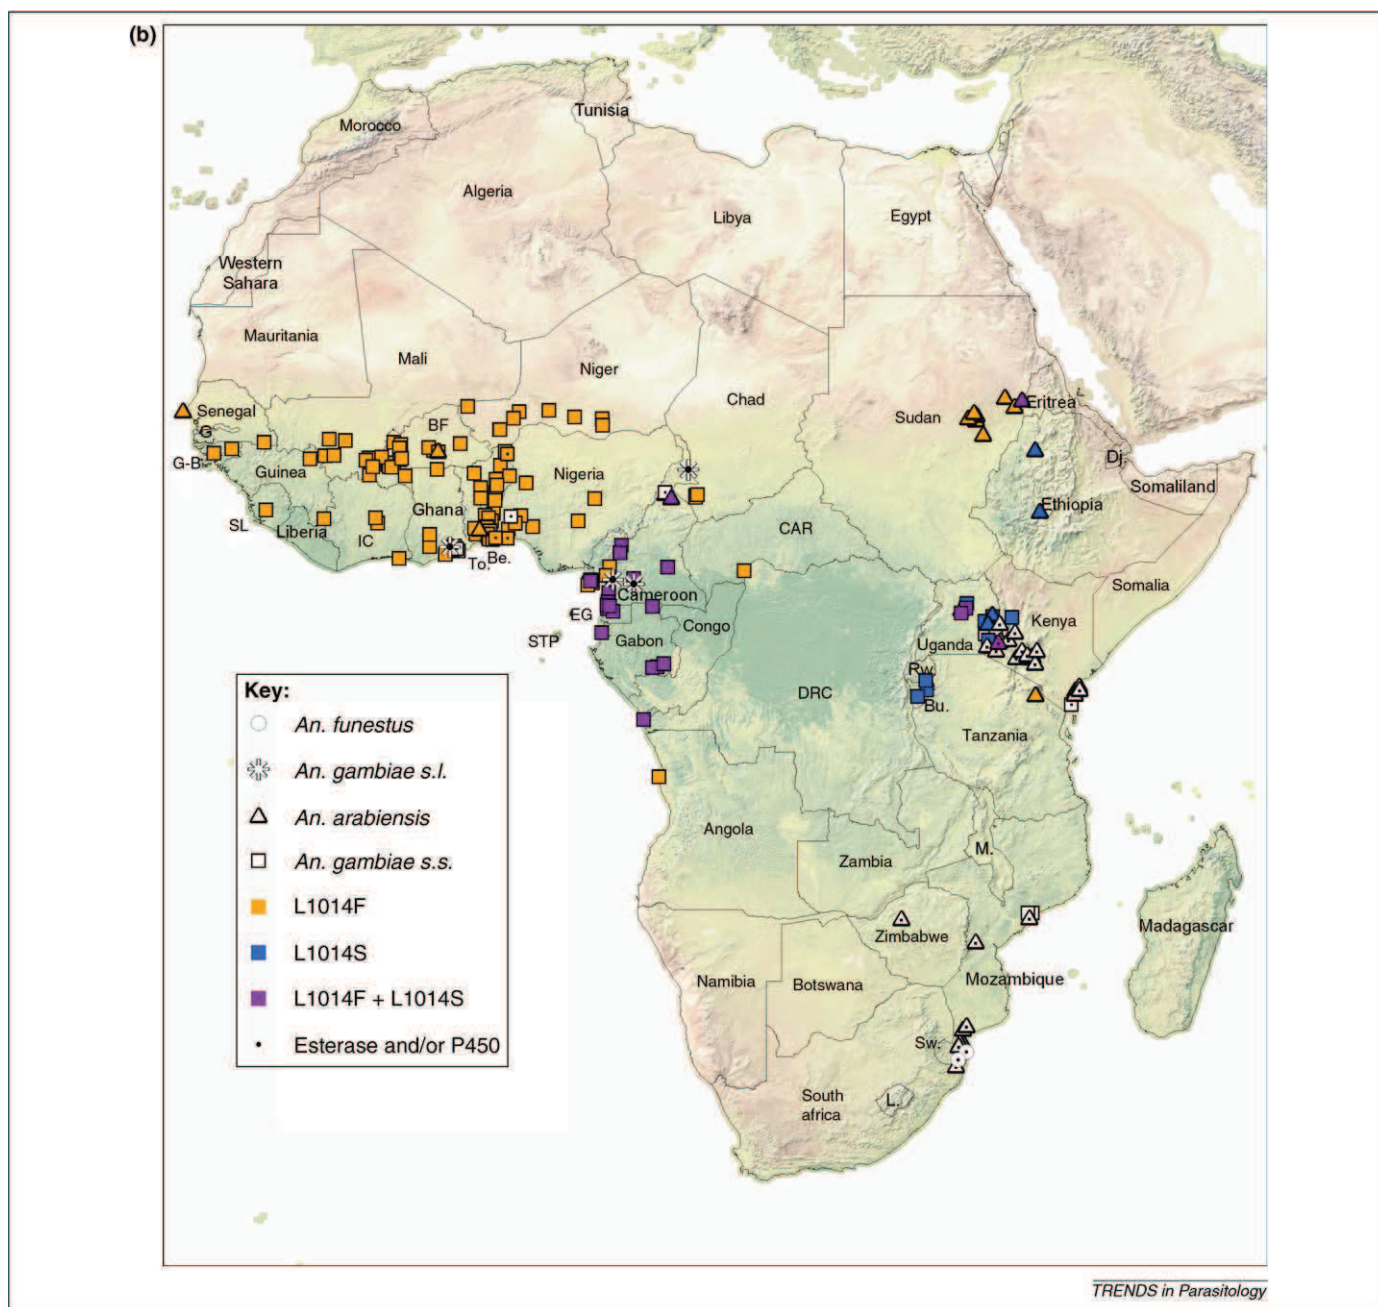 (b)
Tunisia
Morocco
Algeria
Libya
Egypt
Western
Sahara
Mauritania
Mali
Niger
Chad
Sudan
Eritrea
Senegal
G
BF
G-B
Guinea
Nigeria
Dj.
Somaliland
Ethiopia
Ghana
SL
Liberia
IC
To.
Be.
CAR
Somalia
Cameroon
EG
STP
Gabon
Congo
Uganda
Kenya
Rw.
DRC
Bu.
Tanzania
Key:
An. funestus
An. gambiae s.l.
An. arabiensis
An. gambiae s.s.
L1014F
L1014S
L1014F + L1014S
Esterase and/or P450
Angola
Zambia
M.
Madagascar
Zimbabwe
Namibia
Botswana
Mozambique
Sw.
South
africa
L.
TRENDS in Parasitology